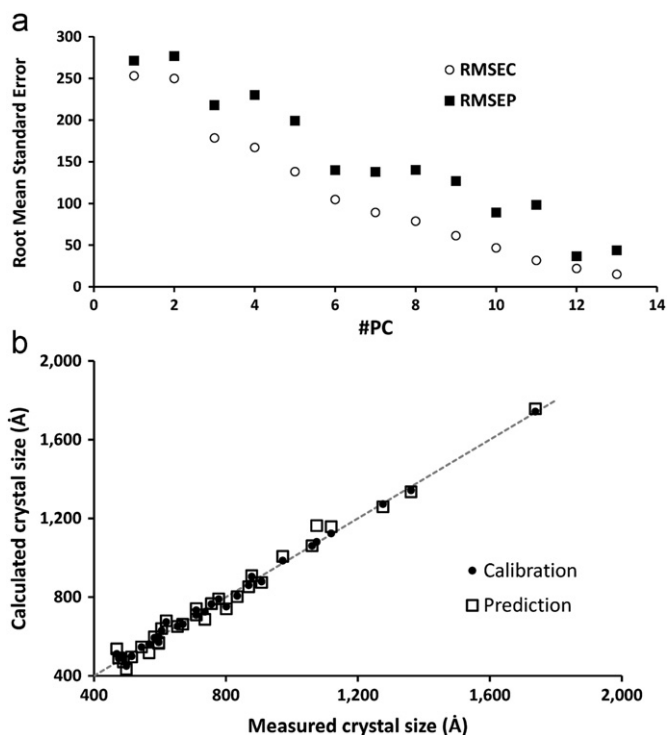 a
300
250
200
150
100
50
0
Root Mean Standard Error
RMSEC
RMSEP
0 2 4 6 8 10 12 14
#PC
b
2,000
1,600
1,200
800
400
Calculated crystal size (Å)
Calibration
Prediction
400 800 1,200 1,600 2,000
Measured crystal size (Å)